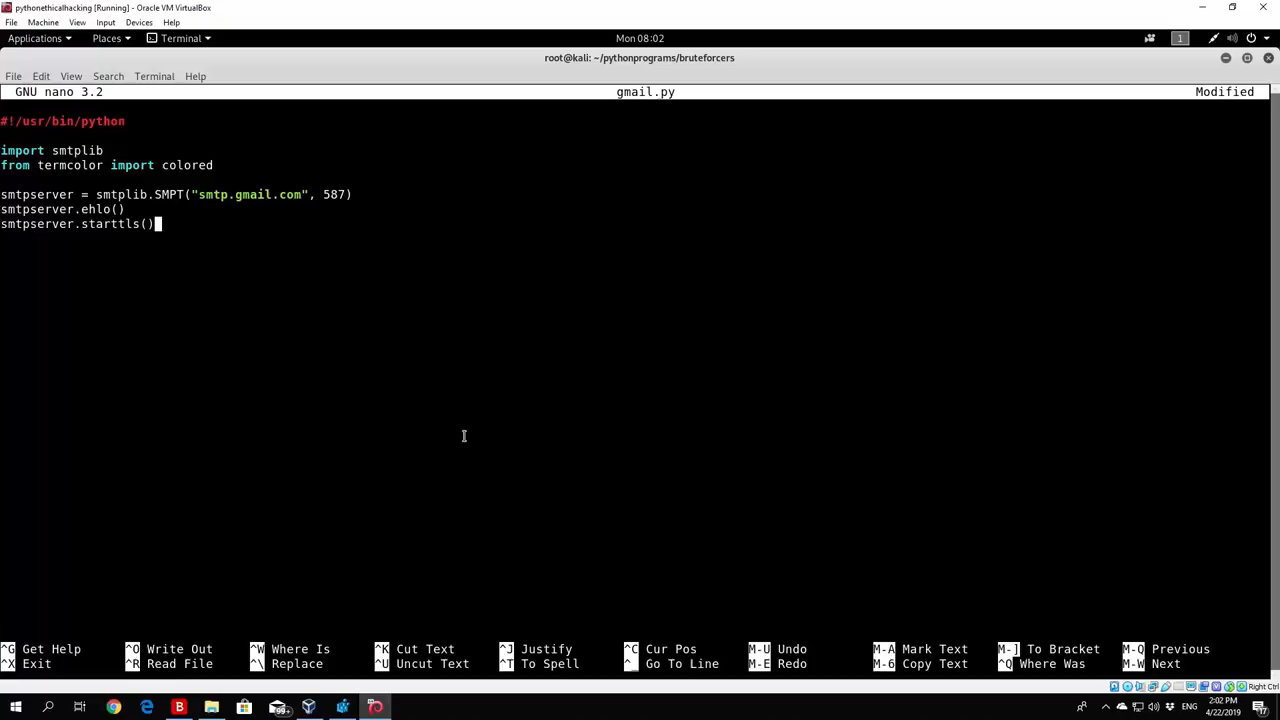 pythonethicalhacking [Running] - Oracle VM VirtualBox
File Machine View Input Devices Help
Applications Places Terminal Mon 08:02 1
root@kali: ~/pythonprograms/bruteforcers
File Edit View Search Terminal Help
GNU nano 3.2 gmail.py Modified
#!/usr/bin/python
import smtplib
from termcolor import colored
smtpserver = smtplib.SMPT("smtp.gmail.com", 587)
smtpserver.ehlo()
smtpserver.starttls()
^G Get Help ^O Write Out ^W Where Is ^K Cut Text ^J Justify ^C Cur Pos M-U Undo M-A Mark Text M-] To Bracket M-Q Previous
^X Exit ^R Read File ^\ Replace ^U Uncut Text ^T To Spell ^_ Go To Line M-E Redo M-6 Copy Text ^Q Where Was M-W Next
Right Ctrl
B 99+ ENG 2:02 PM
4/22/2019 17